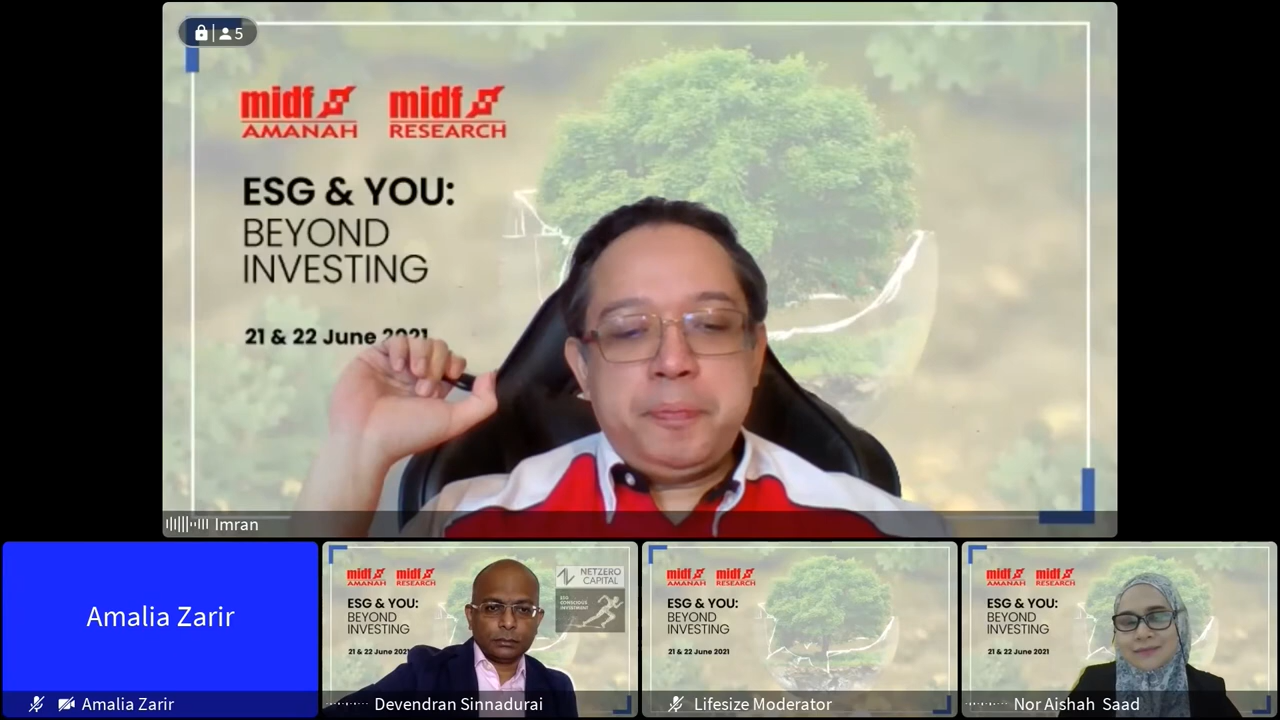 5
midf midf
AMANAH RESEARCH
ESG & YOU:
BEYOND
INVESTING
21 & 22 June 2021
Imran
Amalia Zarir
Amalia Zarir
midf midf
AMANAH RESEARCH
ESG & YOU:
BEYOND
INVESTING
21 & 22 June 2021
NETZERO
CAPITAL
ESG
CONSCIOUS
INVESTMENT
Devendran Sinnadurai
midf midf
AMANAH RESEARCH
ESG & YOU:
BEYOND
INVESTING
21 & 22 June 2021
Lifesize Moderator
midf midf
AMANAH RESEARCH
ESG & YOU:
BEYOND
INVESTING
21 & 22 June 2021
Nor Aishah Saad